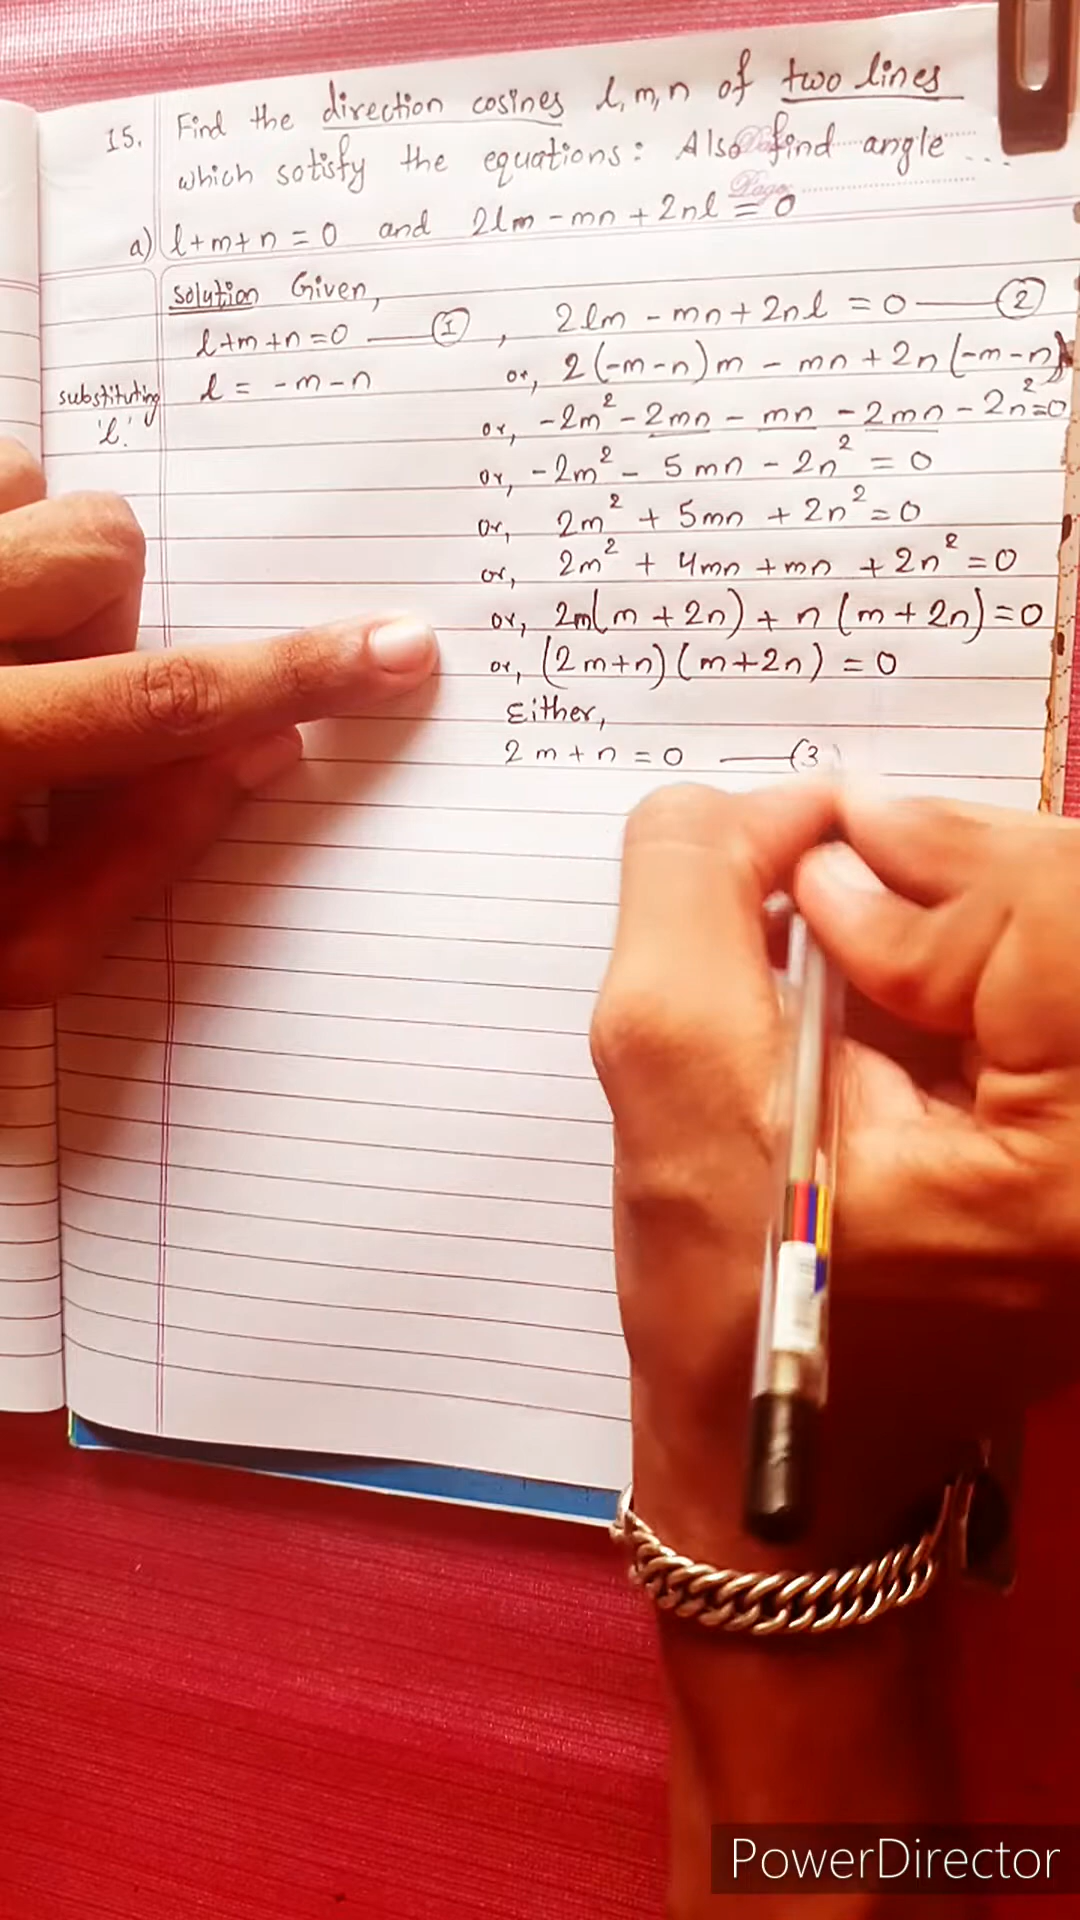 15. Find the direction cosines l, m, n of two lines
which satisfy the equations: Also find angle
Page
a) l+m+n = 0 and 2lm - mn + 2nl = 0
Solution Given,
l+m+n=0 ——① , 2lm - mn + 2nl = 0 ——②
substituting 'l'. l = -m-n or, 2(-m-n)m - mn + 2n(-m-n)
or, -2m² - 2mn - mn - 2mn - 2n²=0
or, -2m² - 5mn - 2n² = 0
or, 2m² + 5mn + 2n² = 0
or, 2m² + 4mn + mn + 2n² = 0
or, 2m(m + 2n) + n(m + 2n) = 0
or, (2m+n)(m+2n) = 0
Either,
2m+n = 0 ——(3
PowerDirector